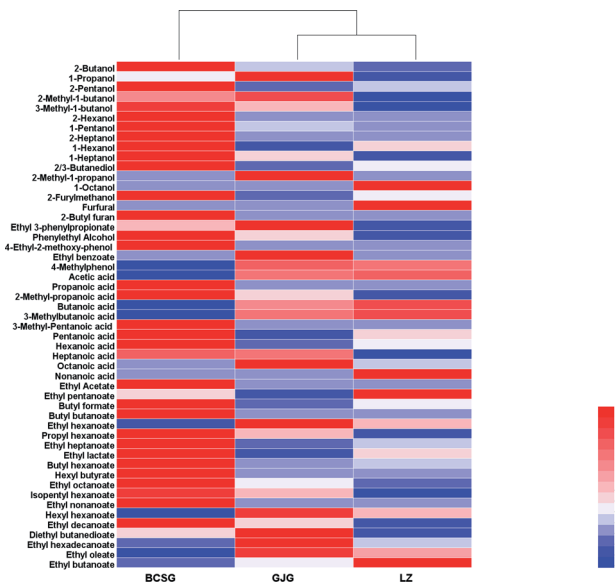 2-Butanol
1-Propanol
2-Pentanol
2-Methyl-1-butanol
3-Methyl-1-butanol
2-Hexanol
1-Pentanol
2-Heptanol
1-Hexanol
1-Heptanol
2/3-Butanediol
2-Methyl-1-propanol
1-Octanol
2-Furylmethanol
Furfural
2-Butyl furan
Ethyl 3-phenylpropionate
Phenylethyl Alcohol
4-Ethyl-2-methoxy-phenol
Ethyl benzoate
4-Methylphenol
Acetic acid
Propanoic acid
2-Methyl-propanoic acid
Butanoic acid
3-Methylbutanoic acid
3-Methyl-Pentanoic acid
Pentanoic acid
Hexanoic acid
Heptanoic acid
Octanoic acid
Nonanoic acid
Ethyl Acetate
Ethyl pentanoate
Butyl formate
Butyl butanoate
Ethyl hexanoate
Propyl hexanoate
Ethyl heptanoate
Ethyl lactate
Butyl hexanoate
Hexyl butyrate
Ethyl octanoate
Isopentyl hexanoate
Ethyl nonanoate
Hexyl hexanoate
Ethyl decanoate
Diethyl butanedioate
Ethyl hexadecanoate
Ethyl oleate
Ethyl butanoate
BCSG GJG LZ